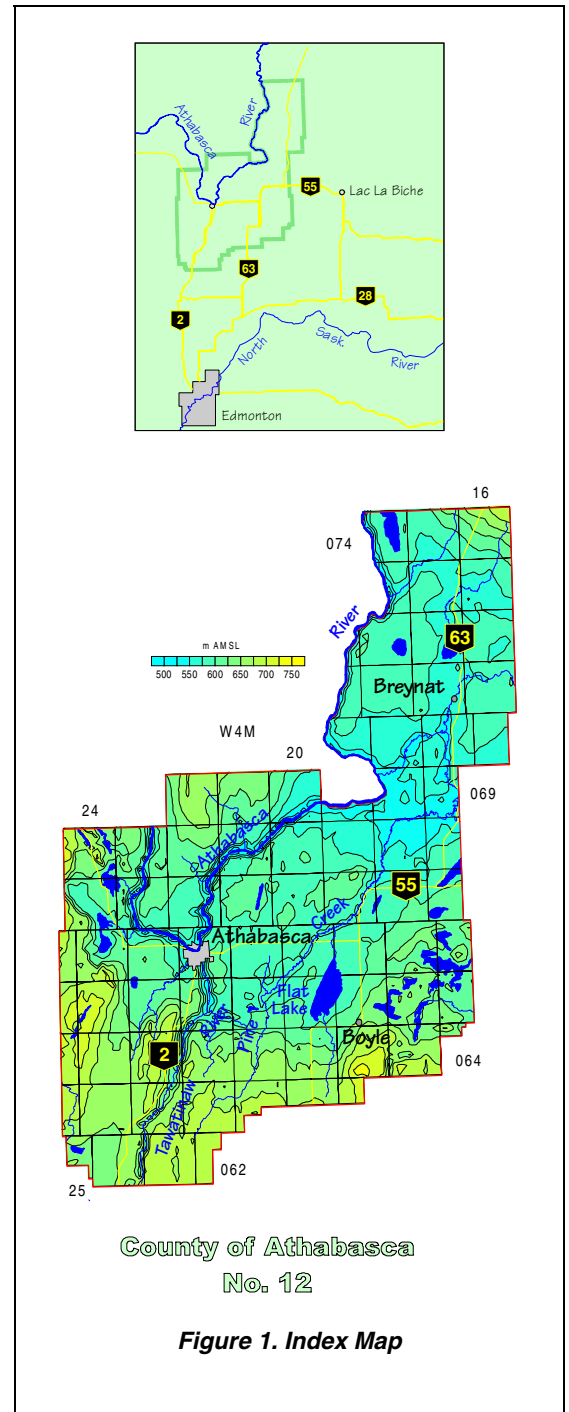 Athabasca
River
55
Lac La Biche
63
28
2
North
Sask.
River
Edmonton
16
074
River
63
m AMSL
500 550 600 650 700 750
Breynat
W4M
20
069
24
Athabasca
55
Creek
Athabasca
Flat
Lake
River
Pine
Boyle
2
064
Tawatinaw
062
25
County of Athabasca
No. 12
Figure 1. Index Map